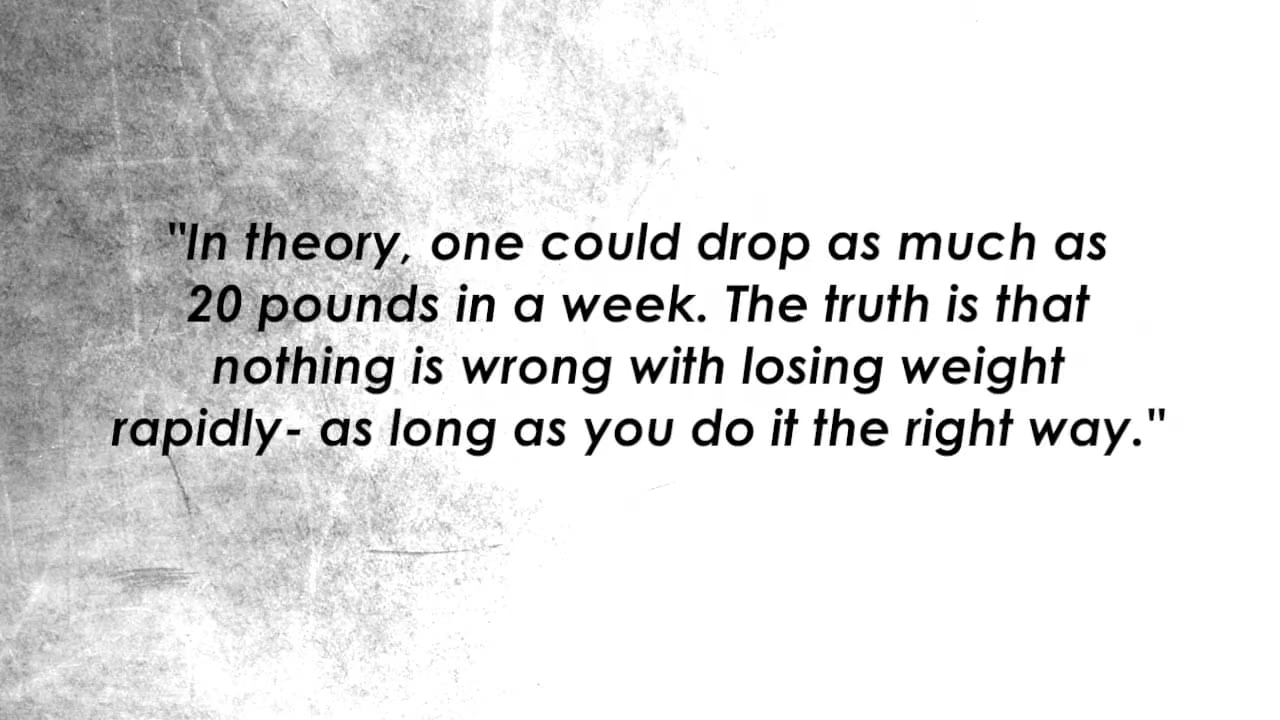 "In theory, one could drop as much as
20 pounds in a week. The truth is that
nothing is wrong with losing weight
rapidly- as long as you do it the right way."